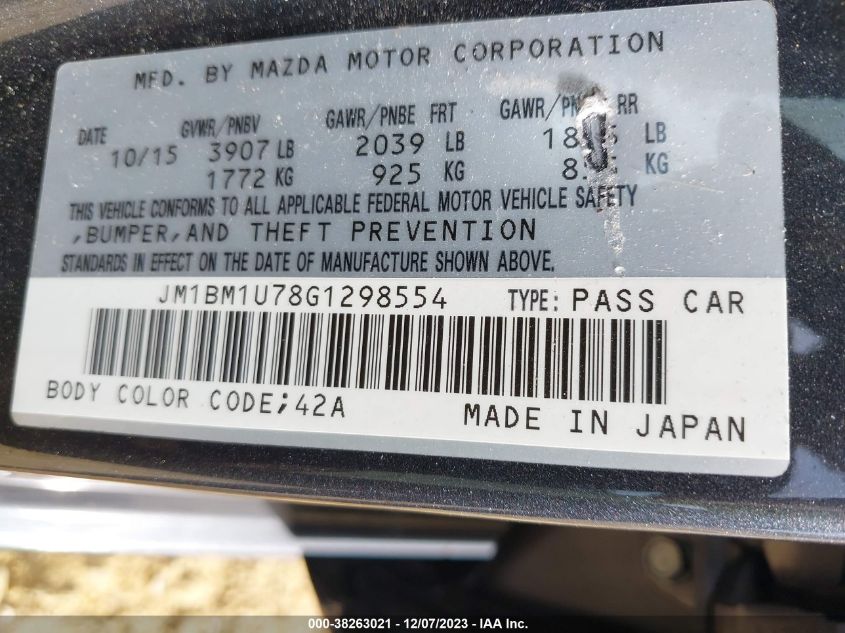 MFD. BY MAZDA MOTOR CORPORATION
DATE GVWR/PNBV GAWR/PNBE FRT RR
10/15 3907 LB 2039 LB LB
1772 KG 925 KG KG
THIS VEHICLE CONFORMS TO ALL APPLICABLE FEDERAL MOTOR VEHICLE SAFETY
,BUMPER,AND THEFT PREVENTION
STANDARDS IN EFFECT ON THE DATE OF MANUFACTURE SHOWN ABOVE.
JM1BM1U78G1298554 TYPE: PASS CAR
BODY COLOR CODE;42A MADE IN JAPAN
000-38263021 - 12/07/2023 - IAA Inc.